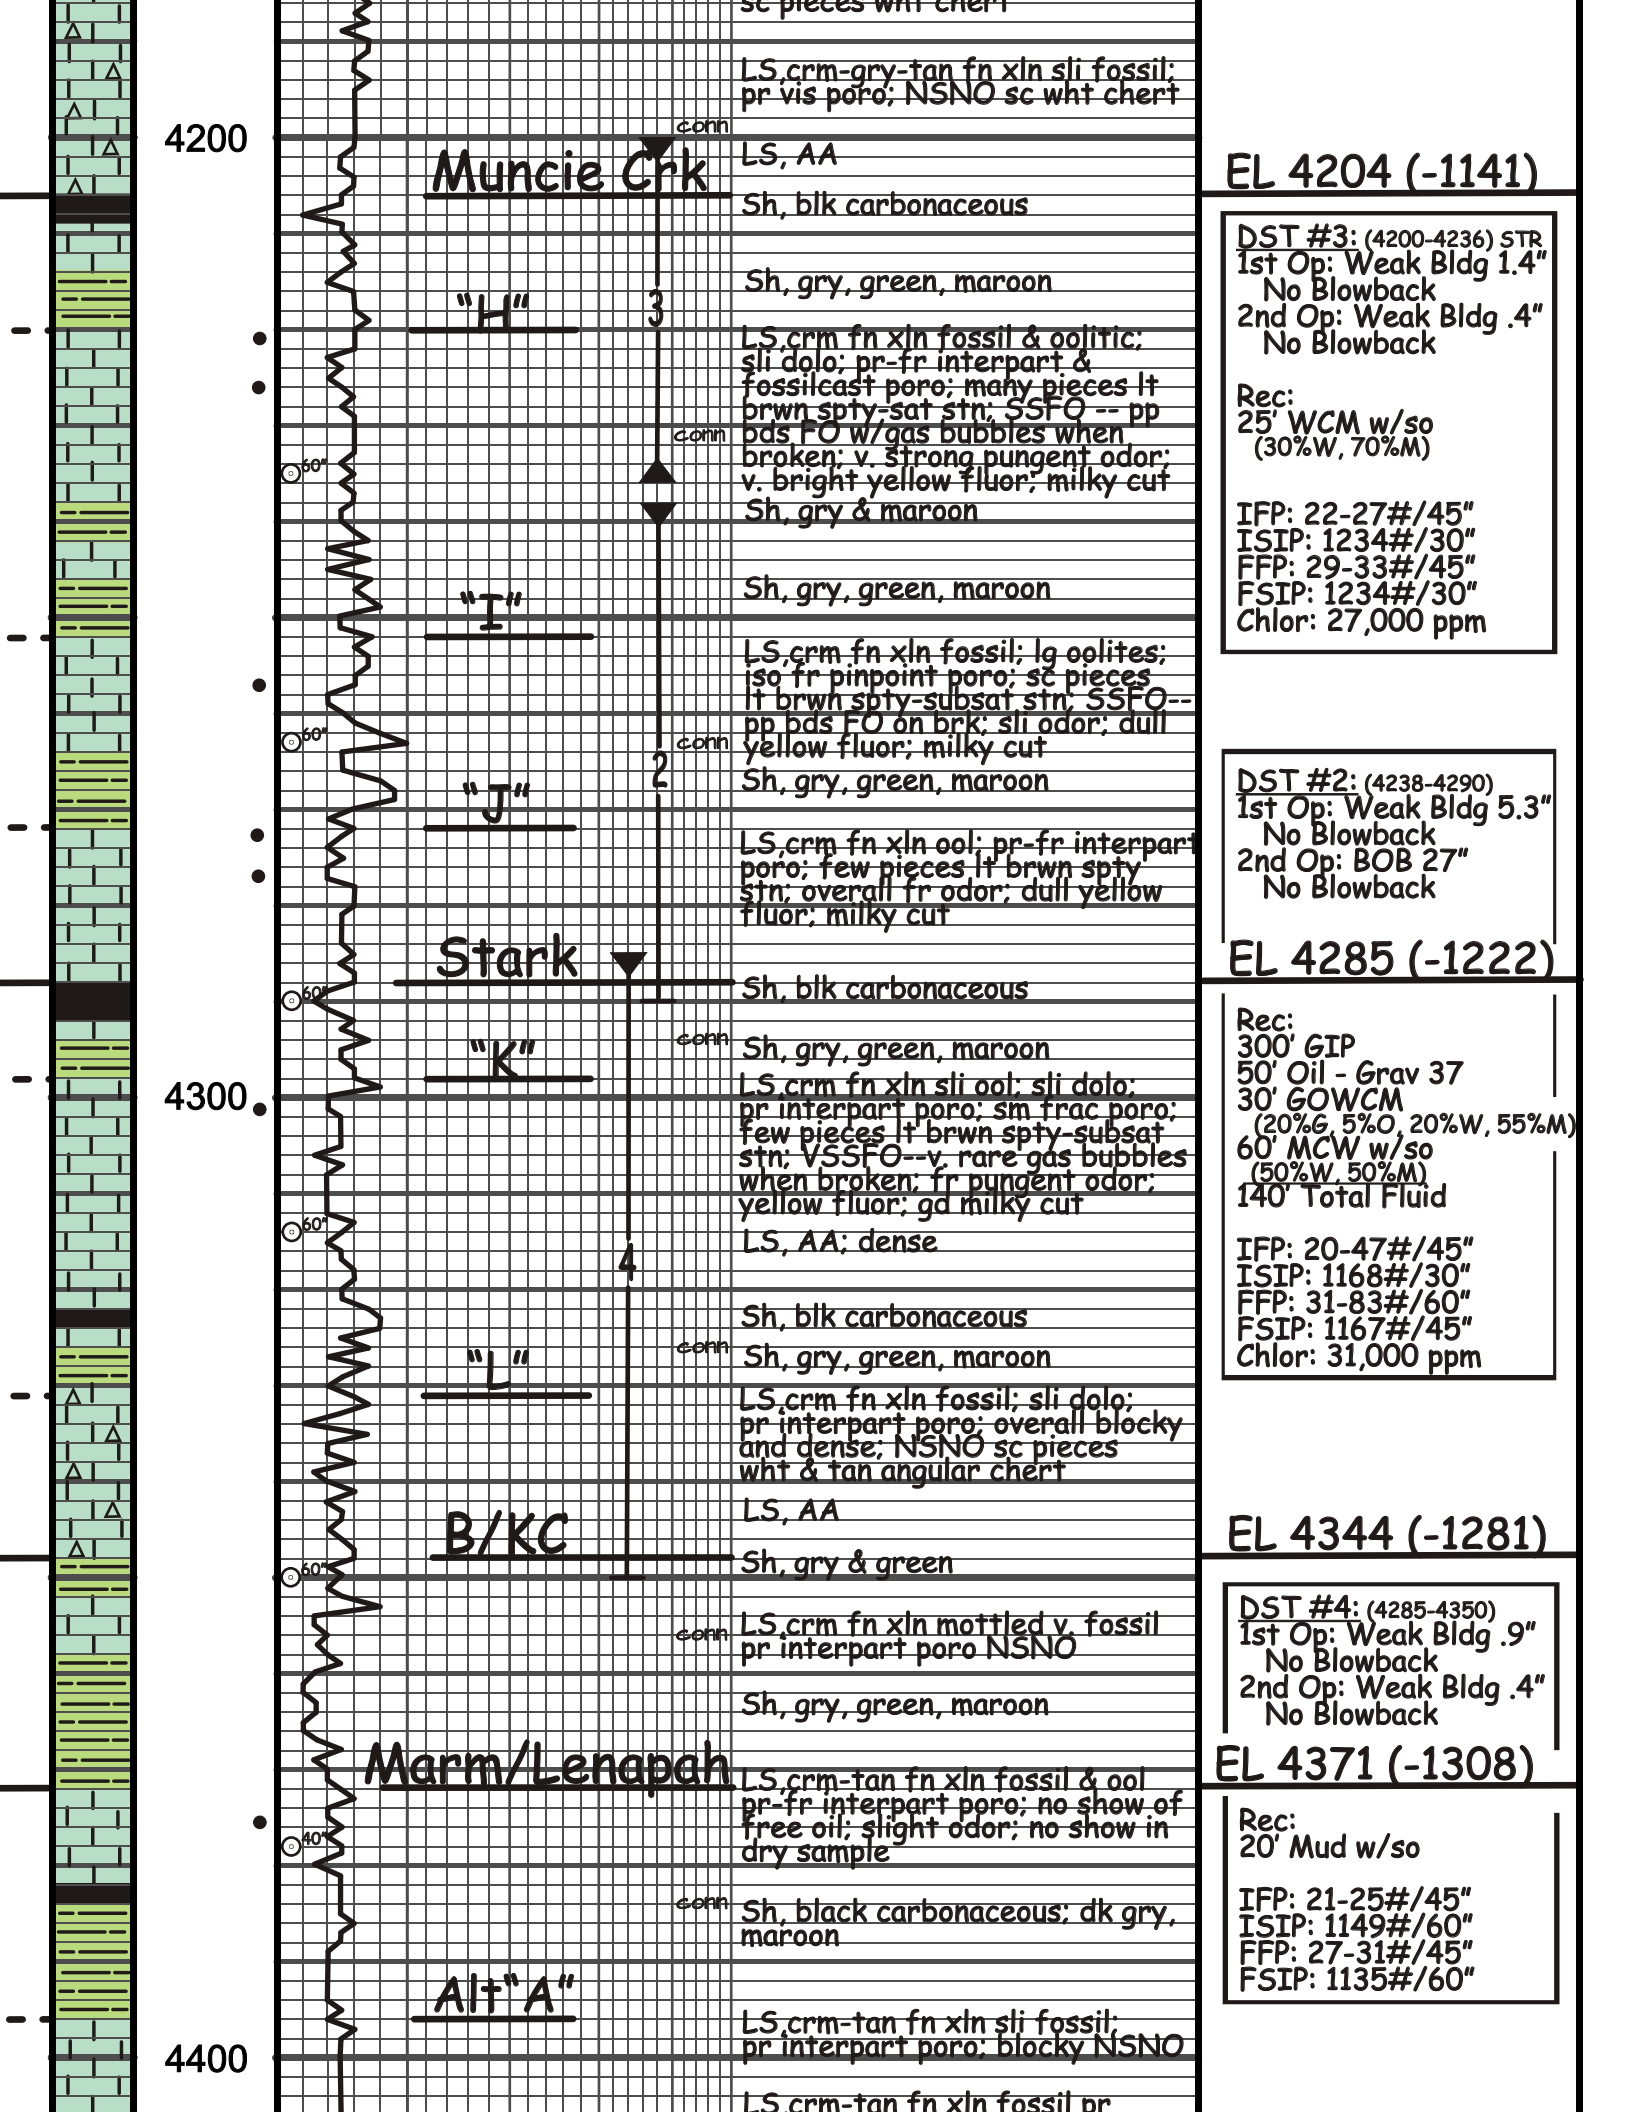 sc pieces wht chert
LS,crm-gry-tan fn xln sli fossil;
pr vis poro; NSNO sc wht chert
conn
4200
LS, AA
Muncie Crk
EL 4204 (-1141)
Sh, blk carbonaceous
DST #3: (4200-4236) STR
1st Op: Weak Bldg 1.4"
No Blowback
2nd Op: Weak Bldg .4"
No Blowback
Rec:
25' WCM w/so
(30%W, 70%M)
IFP: 22-27#/45"
ISIP: 1234#/30"
FFP: 29-33#/45"
FSIP: 1234#/30"
Chlor: 27,000 ppm
Sh, gry, green, maroon
"H"
3
LS,crm fn xln fossil & oolitic;
sli dolo; pr-fr interpart &
fossilcast poro; many pieces lt
brwn spty-sat stn; SSFO -- pp
conn
bds FO w/gas bubbles when
broken; v. strong pungent odor;
60"
v. bright yellow fluor; milky cut
Sh, gry & maroon
Sh, gry, green, maroon
"I"
LS,crm fn xln fossil; lg oolites;
iso fr pinpoint poro; sc pieces
lt brwn spty-subsat stn; SSFO--
pp bds FO on brk; sli odor; dull
60"
conn
yellow fluor; milky cut
2
Sh, gry, green, maroon
"J"
DST #2: (4238-4290)
1st Op: Weak Bldg 5.3"
No Blowback
2nd Op: BOB 27"
No Blowback
LS,crm fn xln ool; pr-fr interpart
poro; few pieces lt brwn spty
stn; overall fr odor; dull yellow
fluor; milky cut
Stark
EL 4285 (-1222)
60"
Sh, blk carbonaceous
Rec:
300' GIP
50' Oil - Grav 37
30' GOWCM
(20%G, 5%O, 20%W, 55%M)
60' MCW w/so
(50%W, 50%M)
140' Total Fluid
IFP: 20-47#/45"
ISIP: 1168#/30"
FFP: 31-83#/60"
FSIP: 1167#/45"
Chlor: 31,000 ppm
conn
Sh, gry, green, maroon
"K"
4300
LS,crm fn xln sli ool; sli dolo;
pr interpart poro; sm frac poro;
few pieces lt brwn spty-subsat
stn; VSSFO--v. rare gas bubbles
when broken; fr pungent odor;
yellow fluor; gd milky cut
60"
LS, AA; dense
4
Sh, blk carbonaceous
conn
Sh, gry, green, maroon
"L"
LS,crm fn xln fossil; sli dolo;
pr interpart poro; overall blocky
and dense; NSNO sc pieces
wht & tan angular chert
LS, AA
B/KC
EL 4344 (-1281)
60"
Sh, gry & green
DST #4: (4285-4350)
1st Op: Weak Bldg .9"
No Blowback
2nd Op: Weak Bldg .4"
No Blowback
conn
LS,crm fn xln mottled v. fossil
pr interpart poro NSNO
Sh, gry, green, maroon
Marm/Lenapah
EL 4371 (-1308)
LS,crm-tan fn xln fossil & ool
pr-fr interpart poro; no show of
free oil; slight odor; no show in
dry sample
40"
Rec:
20' Mud w/so
IFP: 21-25#/45"
ISIP: 1149#/60"
FFP: 27-31#/45"
FSIP: 1135#/60"
conn
Sh, black carbonaceous; dk gry,
maroon
Alt"A"
LS,crm-tan fn xln sli fossil;
pr interpart poro; blocky NSNO
4400
LS,crm-tan fn xln fossil pr